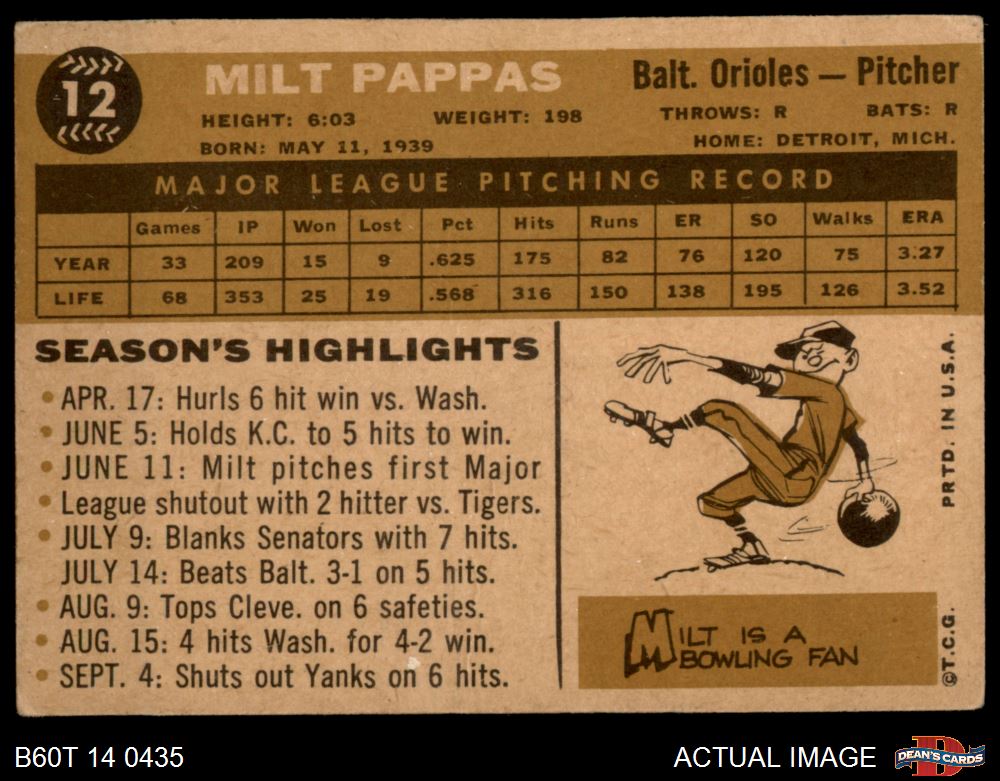 12
MILT PAPPAS
Balt. Orioles — Pitcher
HEIGHT: 6:03 WEIGHT: 198 THROWS: R BATS: R
BORN: MAY 11, 1939 HOME: DETROIT, MICH.
MAJOR LEAGUE PITCHING RECORD
Games IP Won Lost Pct Hits Runs ER SO Walks ERA
YEAR 33 209 15 9 .625 175 82 76 120 75 3.27
LIFE 68 353 25 19 .568 316 150 138 195 126 3.52
SEASON'S HIGHLIGHTS
• APR. 17: Hurls 6 hit win vs. Wash.
• JUNE 5: Holds K.C. to 5 hits to win.
• JUNE 11: Milt pitches first Major
• League shutout with 2 hitter vs. Tigers.
• JULY 9: Blanks Senators with 7 hits.
JULY 14: Beats Balt. 3-1 on 5 hits.
• AUG. 9: Tops Cleve. on 6 safeties.
• AUG. 15: 4 hits Wash. for 4-2 win.
• SEPT. 4: Shuts out Yanks on 6 hits.
MILT IS A
BOWLING FAN
©T.C.G. PRTD. IN U.S.A.
B60T 14 0435
ACTUAL IMAGE
D
DEAN'S CARDS